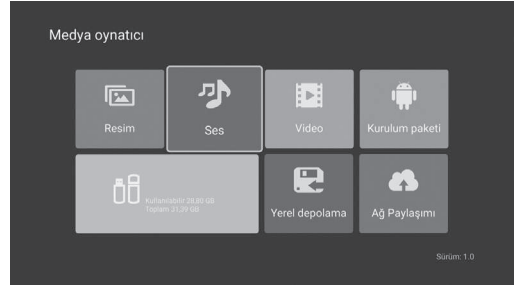 Medya oynatıcı
Resim
Ses
Video
Kurulum paketi
Kullanılabilir 28,80 GB
Toplam 31,39 GB
Yerel depolama
Ağ Paylaşımı
Sürüm: 1.0